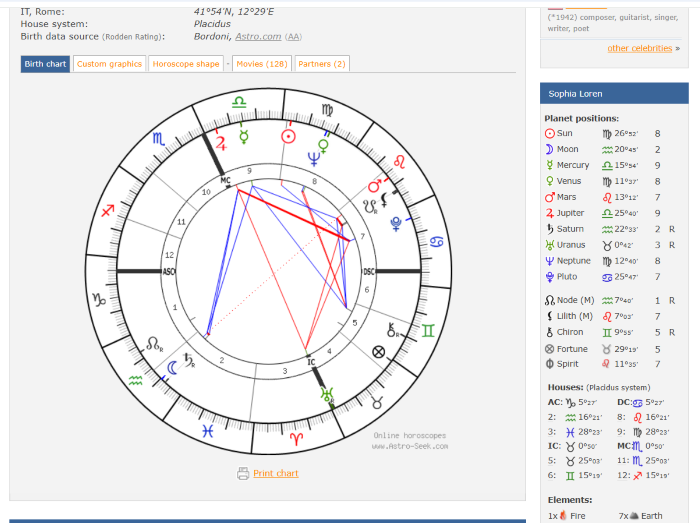 IT, Rome: 41°54'N, 12°29'E
House system: Placidus
Birth data source (Rodden Rating): Bordoni, Astro.com (AA)
Birth chart
Custom graphics
Horoscope shape
-
Movies (128)
Partners (2)
MC
ASC
DSC
IC
1
2
3
4
5
6
7
8
9
10
11
12
R
R
R
Online horoscopes
www.Astro-Seek.com
Print chart
(*1942) composer, guitarist, singer,
writer, poet
other celebrities »
Sophia Loren
Planet positions:
Sun ♍ 26°52' 8
Moon ♒ 20°45' 2
Mercury ♎ 15°54' 9
Venus ♍ 11°37' 8
Mars ♌ 13°12' 7
Jupiter ♎ 25°40' 9
Saturn ♒ 22°33' 2 R
Uranus ♉ 0°42' 3 R
Neptune ♍ 12°40' 8
Pluto ♋ 25°47' 7
Node (M) ♒ 7°40' 1 R
Lilith (M) ♌ 7°03' 7
Chiron ♊ 9°55' 5 R
Fortune ♉ 29°19' 5
Spirit ♌ 11°35' 7
Houses: (Placidus system)
AC: ♑ 5°27' DC: ♋ 5°27'
2: ♒ 16°21' 8: ♌ 16°21'
3: ♓ 28°23' 9: ♍ 28°23'
IC: ♉ 0°50' MC: ♏ 0°50'
5: ♉ 25°03' 11: ♏ 25°03'
6: ♊ 15°19' 12: ♐ 15°19'
Elements:
1x Fire 7x Earth